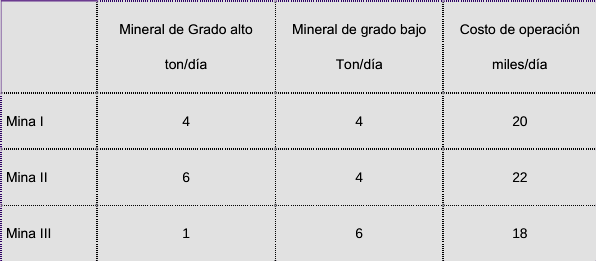 Mineral de Grado alto Mineral de grado bajo Costo de operación
ton/día Ton/día miles/día
Mina I 4 4 20
Mina II 6 4 22
Mina III 1 6 18